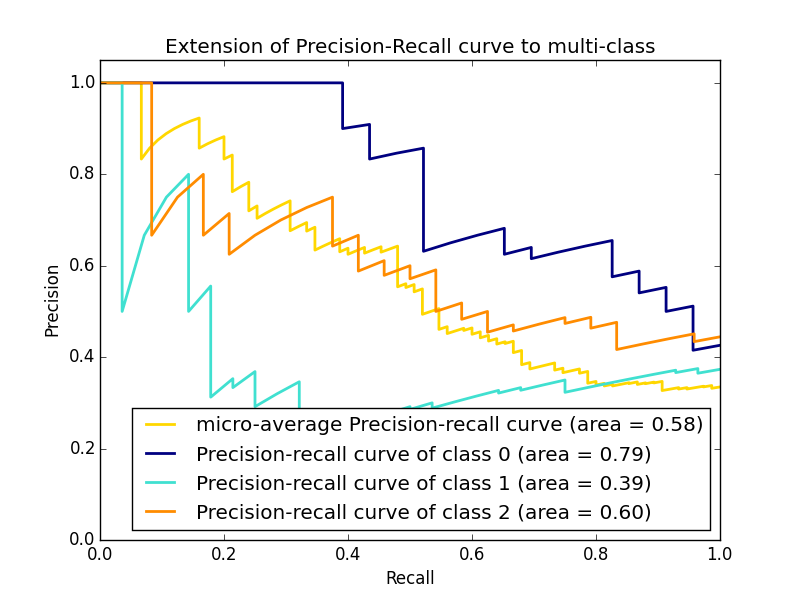 Extension of Precision-Recall curve to multi-class
1.0
0.8
0.6
0.4
0.2
0.0
Precision
micro-average Precision-recall curve (area = 0.58)
Precision-recall curve of class 0 (area = 0.79)
Precision-recall curve of class 1 (area = 0.39)
Precision-recall curve of class 2 (area = 0.60)
0.0 0.2 0.4 0.6 0.8 1.0
Recall